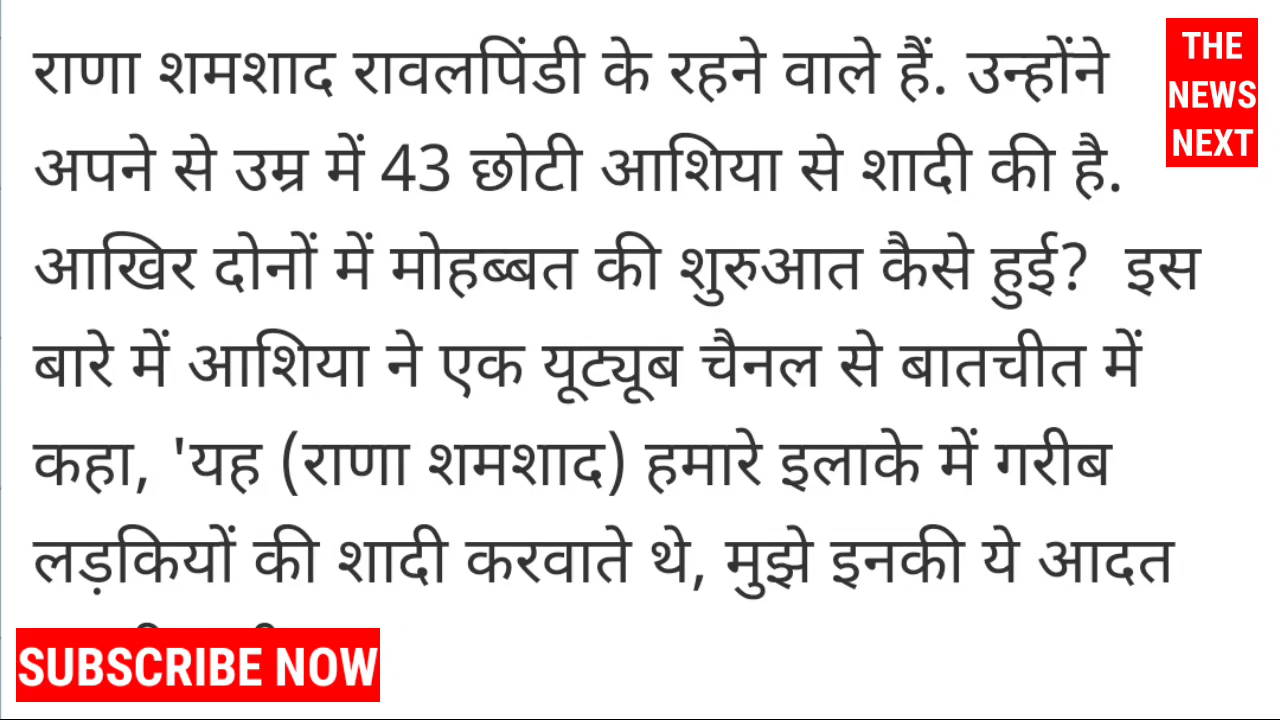 राणा शमशाद रावलपिंडी के रहने वाले हैं. उन्होंने
अपने से उम्र में 43 छोटी आशिया से शादी की है.
आखिर दोनों में मोहब्बत की शुरुआत कैसे हुई? इस
बारे में आशिया ने एक यूट्यूब चैनल से बातचीत में
कहा, 'यह (राणा शमशाद) हमारे इलाके में गरीब
लड़कियों की शादी करवाते थे, मुझे इनकी ये आदत
THE
NEWS
NEXT
SUBSCRIBE NOW